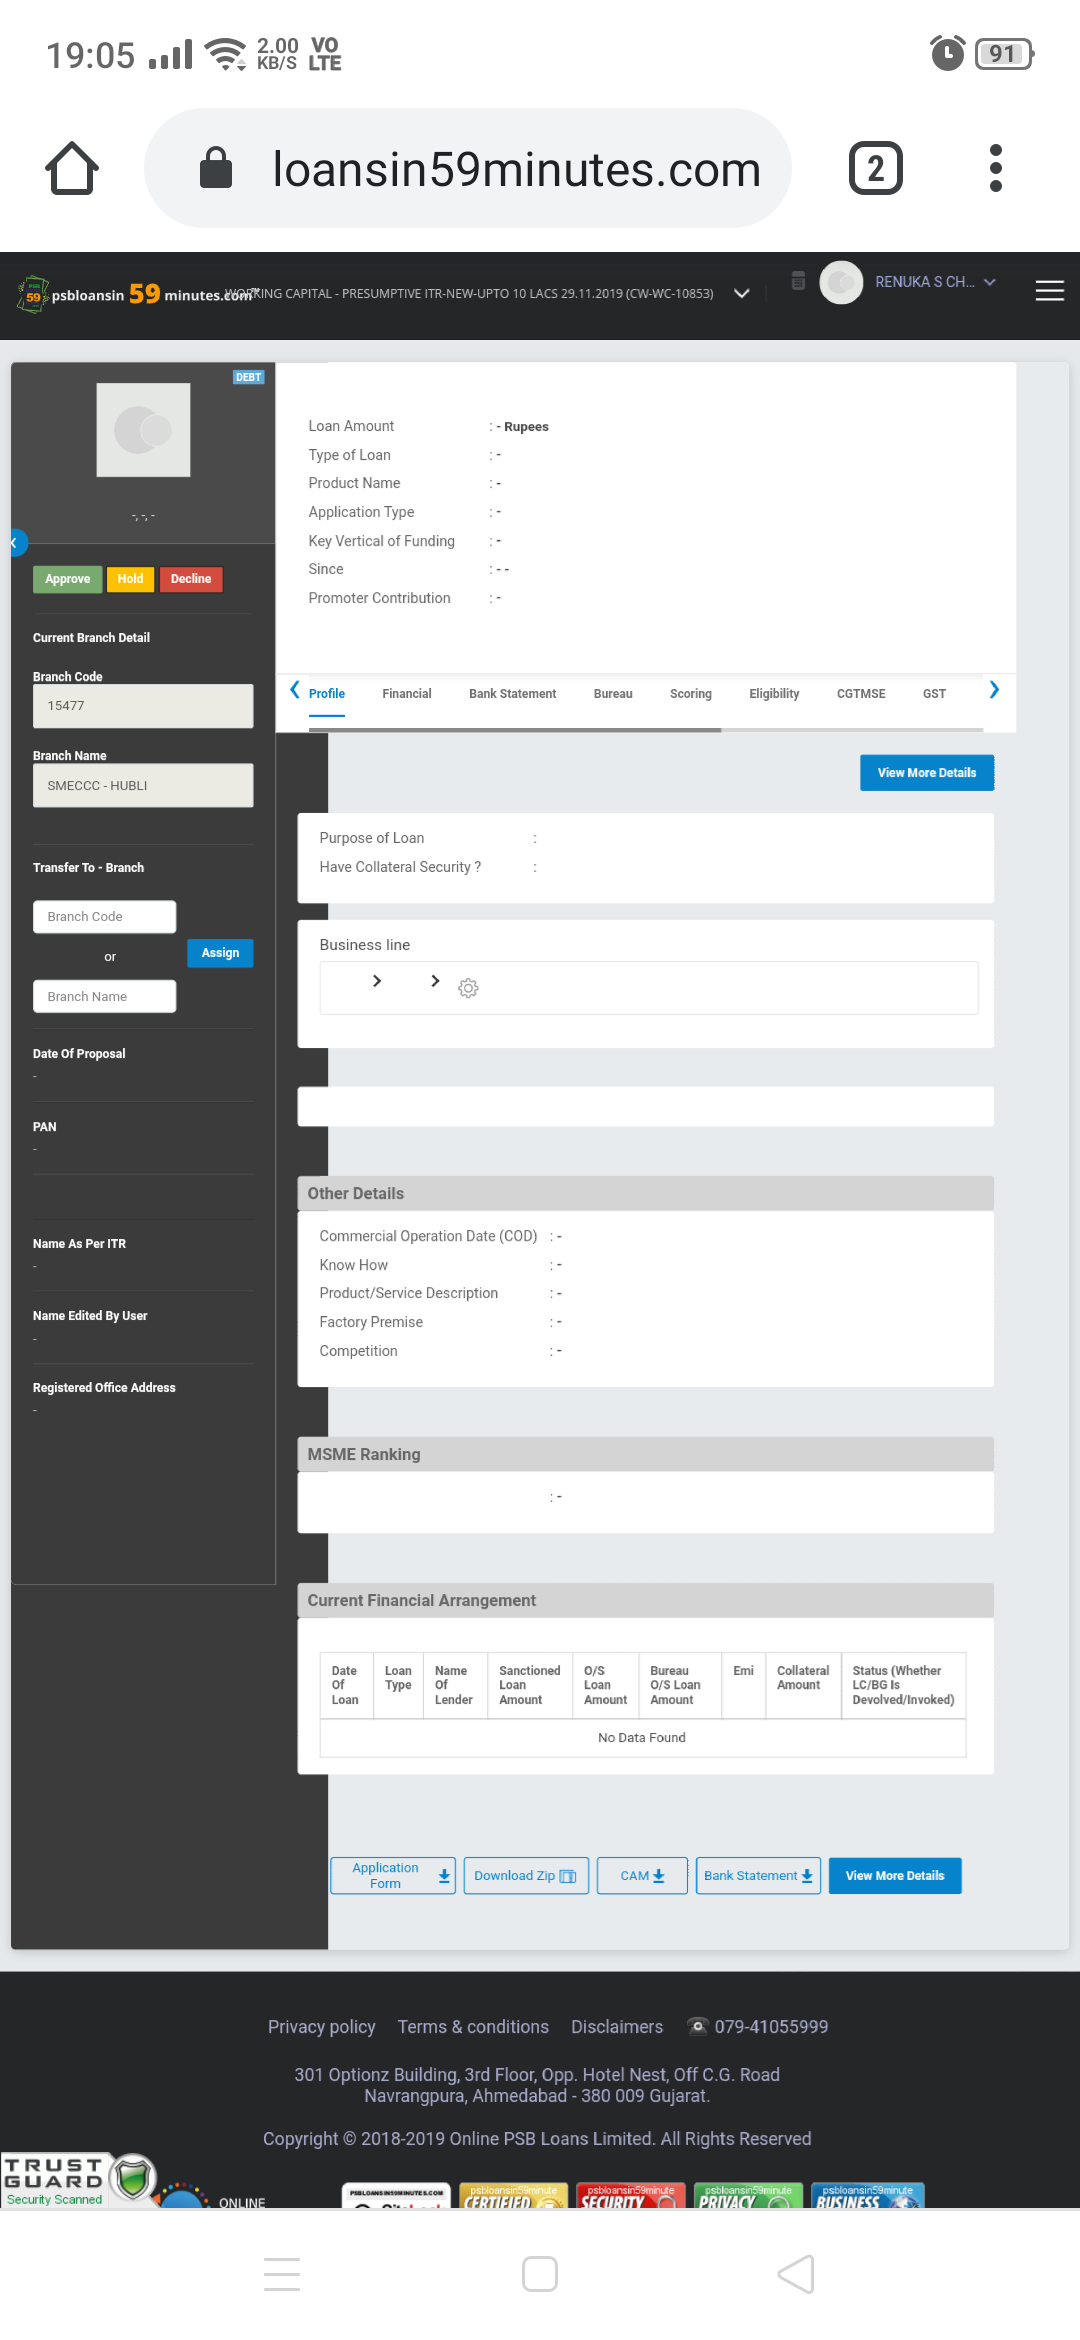 19:05 2.00 KB/S VO LTE 91
loansin59minutes.com 2
psbloansin 59 minutes.com WORKING CAPITAL - PRESUMPTIVE ITR-NEW-UPTO 10 LACS 29.11.2019 (CW-WC-10853) RENUKA S CH...
DEBT
-, -, -
Approve Hold Decline
Current Branch Detail
Branch Code
15477
Branch Name
SMECCC - HUBLI
Transfer To - Branch
Branch Code
or
Assign
Branch Name
Date Of Proposal
-
PAN
-
Name As Per ITR
-
Name Edited By User
-
Registered Office Address
-
Loan Amount : - Rupees
Type of Loan : -
Product Name : -
Application Type : -
Key Vertical of Funding : -
Since : - -
Promoter Contribution : -
Profile Financial Bank Statement Bureau Scoring Eligibility CGTMSE GST
View More Details
Purpose of Loan :
Have Collateral Security ? :
Business line
Other Details
Commercial Operation Date (COD) : -
Know How : -
Product/Service Description : -
Factory Premise : -
Competition : -
MSME Ranking
: -
Current Financial Arrangement
Date Of Loan Loan Type Name Of Lender Sanctioned Loan Amount O/S Loan Amount Bureau O/S Loan Amount Emi Collateral Amount Status (Whether LC/BG Is Devolved/Invoked)
No Data Found
Application Form Download Zip CAM Bank Statement View More Details
Privacy policy Terms & conditions Disclaimers 079-41055999
301 Optionz Building, 3rd Floor, Opp. Hotel Nest, Off C.G. Road
Navrangpura, Ahmedabad - 380 009 Gujarat.
Copyright © 2018-2019 Online PSB Loans Limited. All Rights Reserved
TRUST
GUARD
Security Scanned
ONLINE
PSBLOANSIN59MINUTES.COM
psbloansin59minute CERTIFIED
psbloansin59minute SECURITY
psbloansin59minute PRIVACY
psbloansin59minute BUSINESS